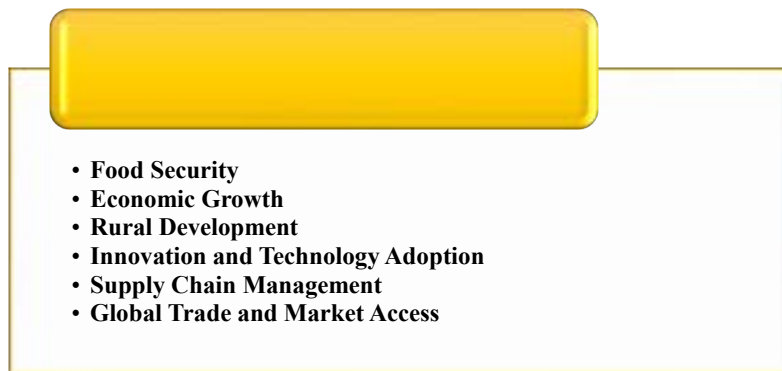 • Food Security
• Economic Growth
• Rural Development
• Innovation and Technology Adoption
• Supply Chain Management
• Global Trade and Market Access